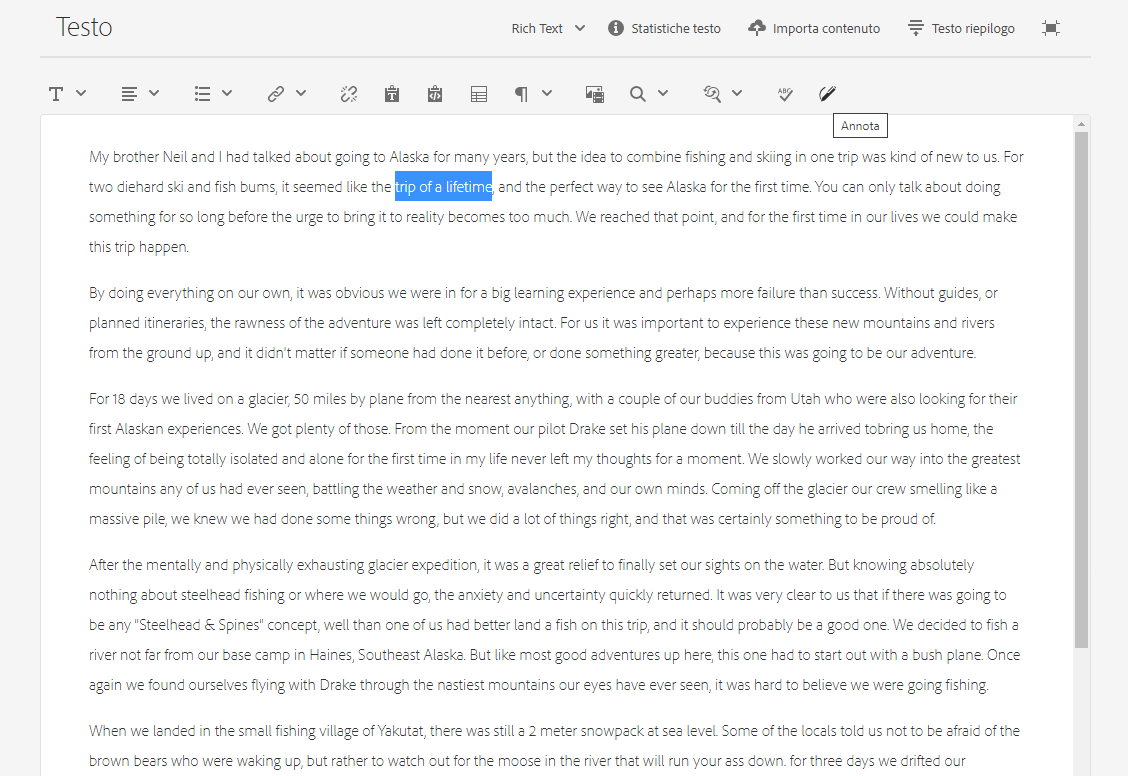 Testo
Rich Text
Statistiche testo
Importa contenuto
Testo riepilogo
T
T
ABC
Annota
My brother Neil and I had talked about going to Alaska for many years, but the idea to combine fishing and skiing in one trip was kind of new to us. For
two diehard ski and fish bums, it seemed like the trip of a lifetime, and the perfect way to see Alaska for the first time. You can only talk about doing
something for so long before the urge to bring it to reality becomes too much. We reached that point, and for the first time in our lives we could make
this trip happen.
By doing everything on our own, it was obvious we were in for a big learning experience and perhaps more failure than success. Without guides, or
planned itineraries, the rawness of the adventure was left completely intact. For us it was important to experience these new mountains and rivers
from the ground up, and it didn't matter if someone had done it before, or done something greater, because this was going to be our adventure.
For 18 days we lived on a glacier, 50 miles by plane from the nearest anything, with a couple of our buddies from Utah who were also looking for their
first Alaskan experiences. We got plenty of those. From the moment our pilot Drake set his plane down till the day he arrived tobring us home, the
feeling of being totally isolated and alone for the first time in my life never left my thoughts for a moment. We slowly worked our way into the greatest
mountains any of us had ever seen, battling the weather and snow, avalanches, and our own minds. Coming off the glacier our crew smelling like a
massive pile, we knew we had done some things wrong, but we did a lot of things right, and that was certainly something to be proud of.
After the mentally and physically exhausting glacier expedition, it was a great relief to finally set our sights on the water. But knowing absolutely
nothing about steelhead fishing or where we would go, the anxiety and uncertainty quickly returned. It was very clear to us that if there was going to
be any "Steelhead & Spines" concept, well than one of us had better land a fish on this trip, and it should probably be a good one. We decided to fish a
river not far from our base camp in Haines, Southeast Alaska. But like most good adventures up here, this one had to start out with a bush plane. Once
again we found ourselves flying with Drake through the nastiest mountains our eyes have ever seen, it was hard to believe we were going fishing.
When we landed in the small fishing village of Yakutat, there was still a 2 meter snowpack at sea level. Some of the locals told us not to be afraid of the
brown bears who were waking up, but rather to watch out for the moose in the river that will run your ass down. for three days we drifted our